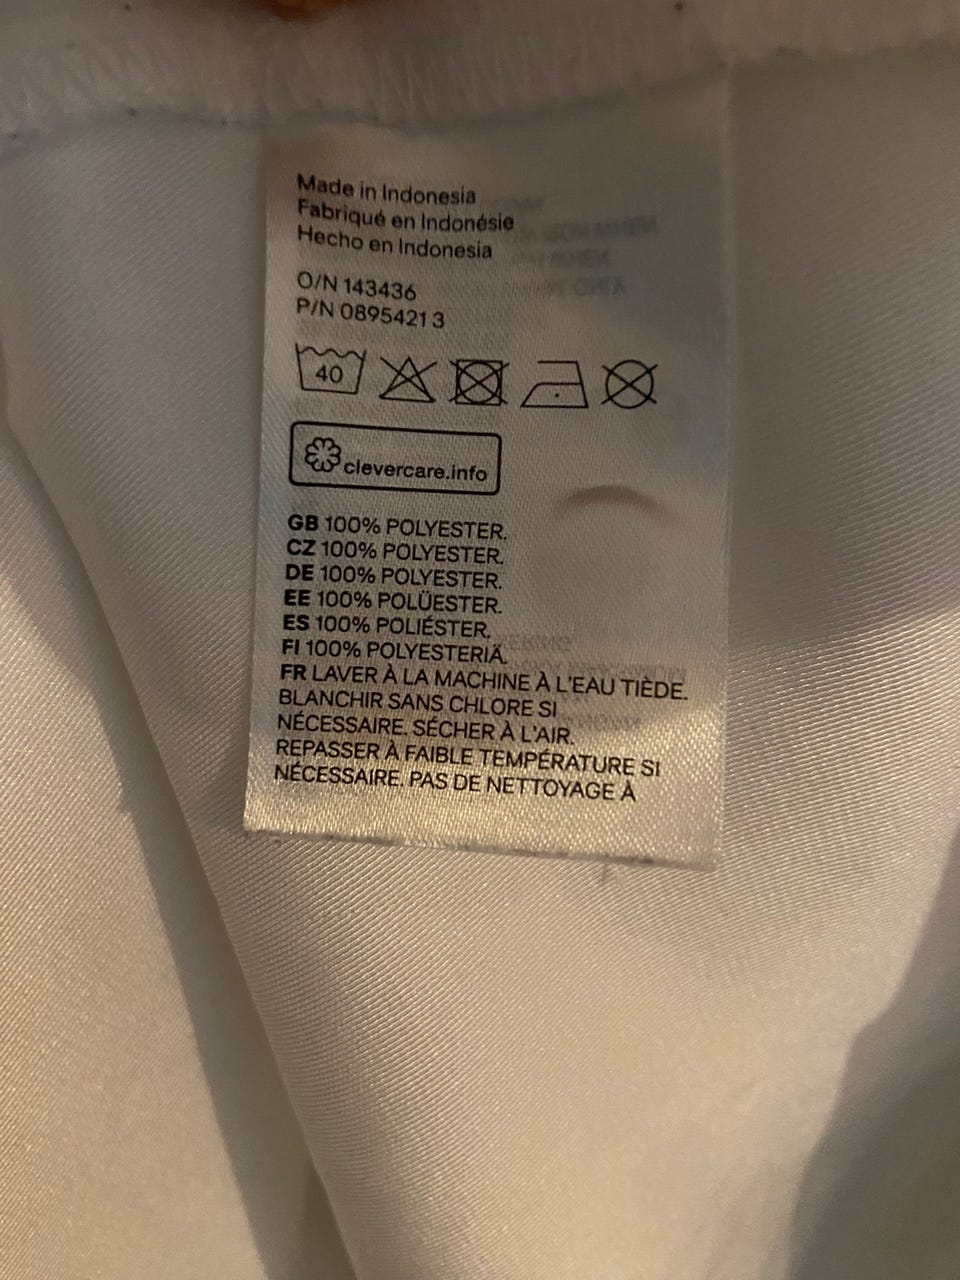 Made in Indonesia
Fabriqué en Indonésie
Hecho en Indonesia
O/N 143436
P/N 0895421 3
40
clevercare.info
GB 100% POLYESTER.
CZ 100% POLYESTER.
DE 100% POLYESTER.
EE 100% POLÜESTER.
ES 100% POLIÉSTER.
FI 100% POLYESTERIÄ.
FR LAVER À LA MACHINE À L'EAU TIÈDE.
BLANCHIR SANS CHLORE SI
NÉCESSAIRE. SÉCHER À L'AIR.
REPASSER À FAIBLE TEMPÉRATURE SI
NÉCESSAIRE. PAS DE NETTOYAGE À